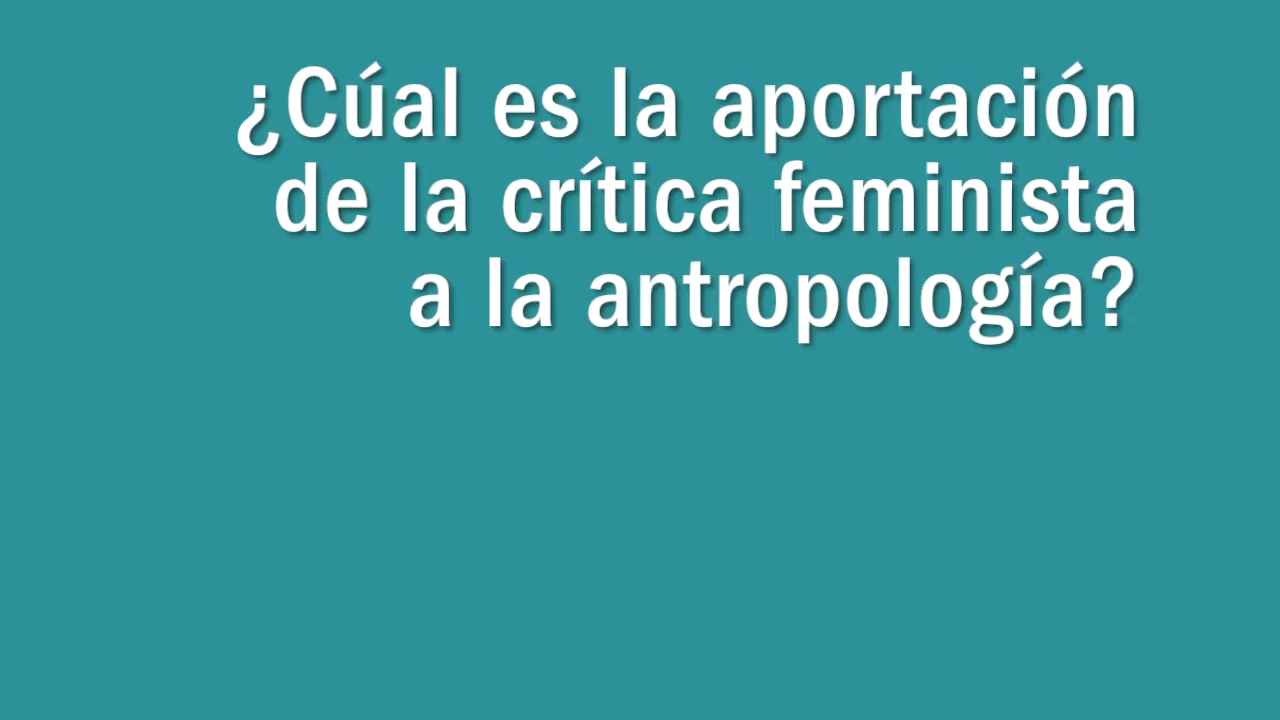 ¿Cúal es la aportación
de la crítica feminista
a la antropología?